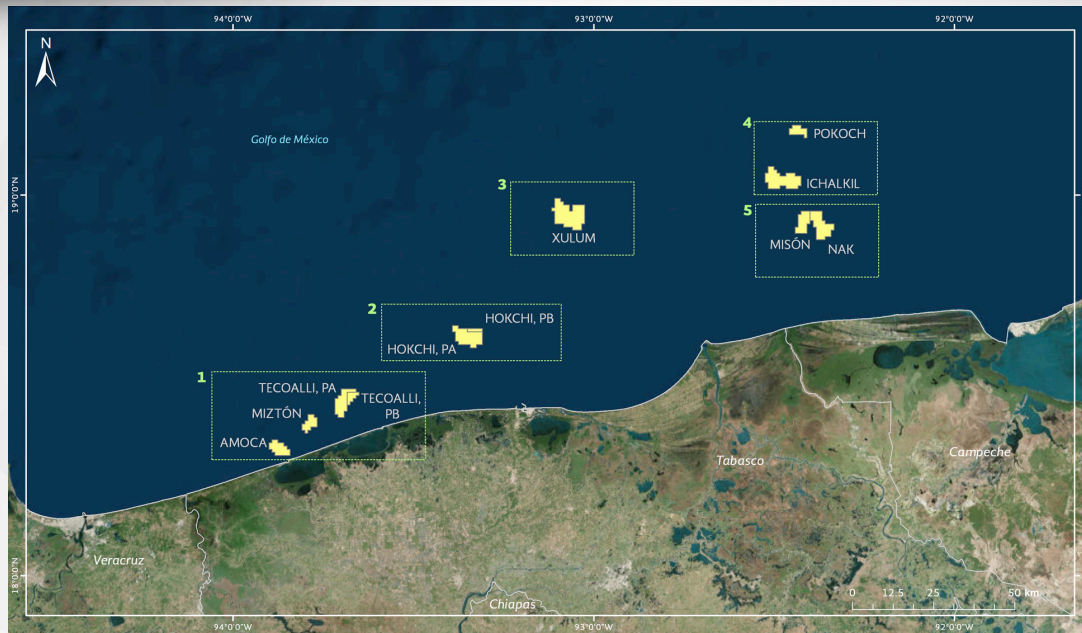 94°0'0"W
93°0'0"W
92°0'0"W
N
Golfo de México
19°0'0"N
18°0'0"N
4
POKOCH
ICHALKIL
3
XULUM
5
MISÓN
NAK
2
HOKCHI, PB
HOKCHI, PA
1
TECOALLI, PA
TECOALLI,
PB
MIZTÓN
AMOCA
Tabasco
Campeche
Veracruz
Chiapas
0
12.5
25
50 km
94°0'0"W
93°0'0"W
92°0'0"W